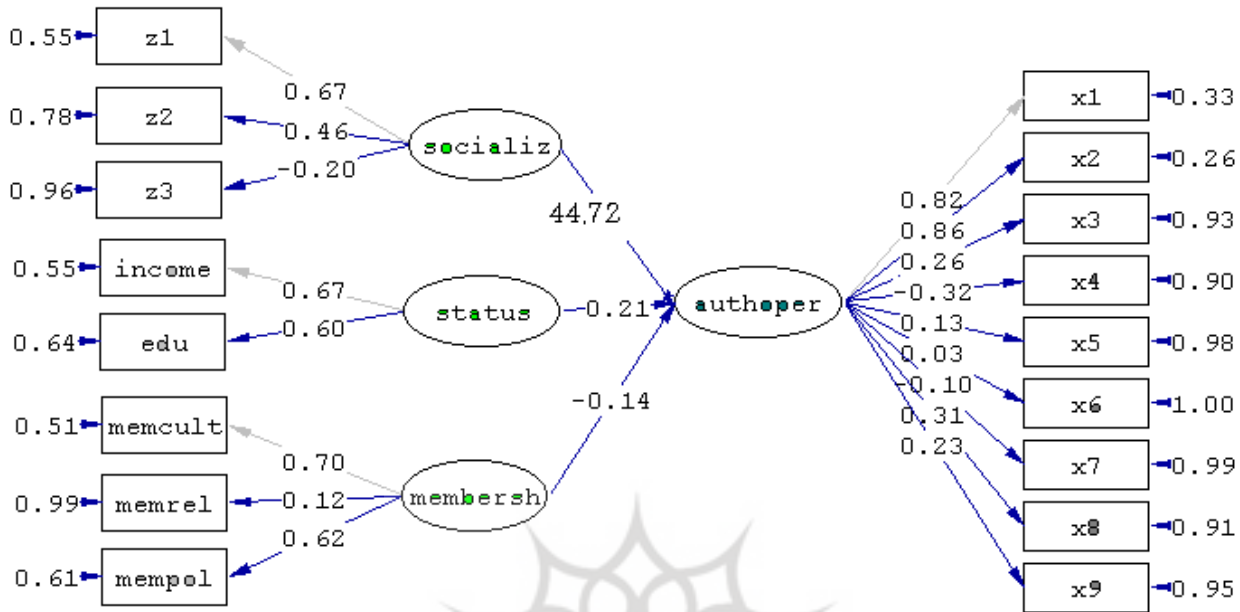 0.55 z1
0.67
0.78 z2
0.46
socializ
-0.20
0.96 z3
44.72
0.55 income
0.67
status
-0.21
0.60
0.64 edu
-0.14
0.51 memcult
0.70
0.99 memrel
0.12
membersh
0.62
0.61 mempol
authoper
0.82
0.86
0.26
-0.32
0.13
0.03
-0.10
0.31
0.23
x1 0.33
x2 0.26
x3 0.93
x4 0.90
x5 0.98
x6 1.00
x7 0.99
x8 0.91
x9 0.95